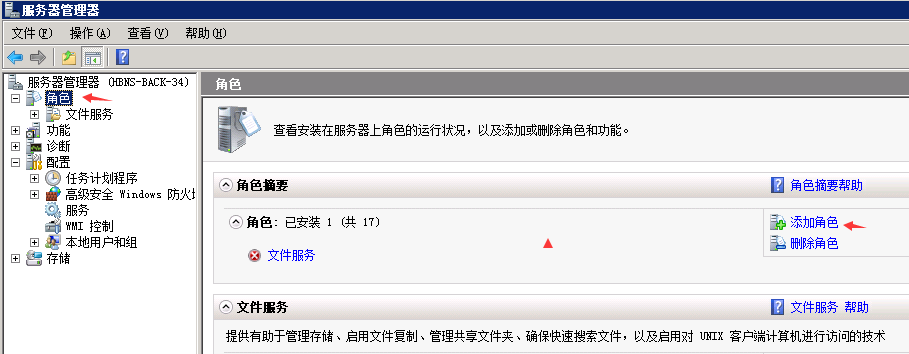 服务器管理器
文件(F) 操作(A) 查看(V) 帮助(H)
服务器管理器 (HBNS-BACK-34)
角色
文件服务
功能
诊断
配置
任务计划程序
高级安全 Windows 防火
服务
WMI 控制
本地用户和组
存储
角色
查看安装在服务器上角色的运行状况，以及添加或删除角色和功能。
角色摘要
角色摘要帮助
角色: 已安装 1 (共 17)
添加角色
文件服务
删除角色
文件服务
文件服务 帮助
提供有助于管理存储、启用文件复制、管理共享文件夹、确保快速搜索文件，以及启用对 UNIX 客户端计算机进行访问的技术